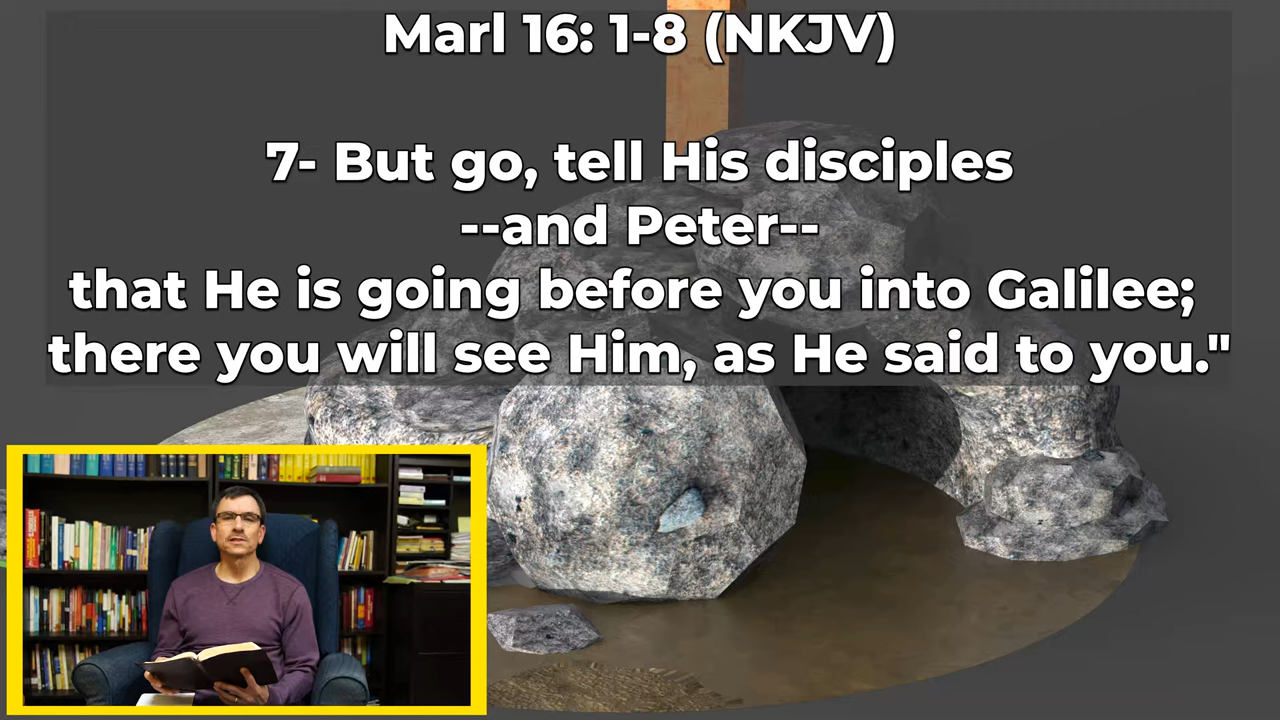 Marl 16: 1-8 (NKJV)
7- But go, tell His disciples
--and Peter--
that He is going before you into Galilee;
there you will see Him, as He said to you."